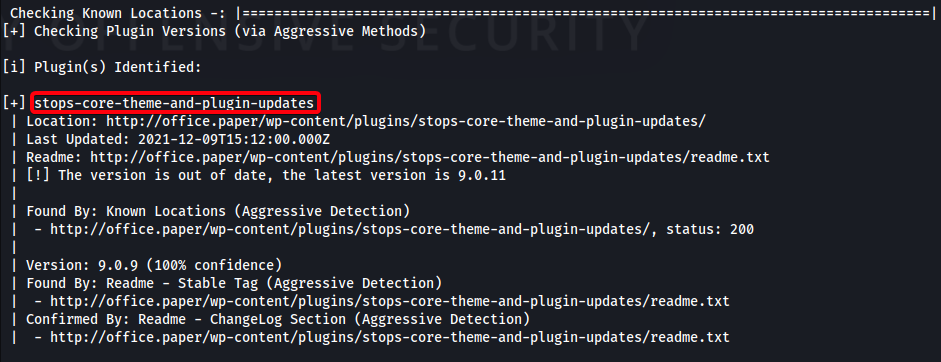 Checking Known Locations -: |==================================================================================|
[+] Checking Plugin Versions (via Aggressive Methods)
OFFENSIVE SECURITY
[i] Plugin(s) Identified:
[+] stops-core-theme-and-plugin-updates
| Location: http://office.paper/wp-content/plugins/stops-core-theme-and-plugin-updates/
| Last Updated: 2021-12-09T15:12:00.000Z
| Readme: http://office.paper/wp-content/plugins/stops-core-theme-and-plugin-updates/readme.txt
| [!] The version is out of date, the latest version is 9.0.11
|
| Found By: Known Locations (Aggressive Detection)
|  - http://office.paper/wp-content/plugins/stops-core-theme-and-plugin-updates/, status: 200
|
| Version: 9.0.9 (100% confidence)
| Found By: Readme - Stable Tag (Aggressive Detection)
|  - http://office.paper/wp-content/plugins/stops-core-theme-and-plugin-updates/readme.txt
| Confirmed By: Readme - ChangeLog Section (Aggressive Detection)
|  - http://office.paper/wp-content/plugins/stops-core-theme-and-plugin-updates/readme.txt